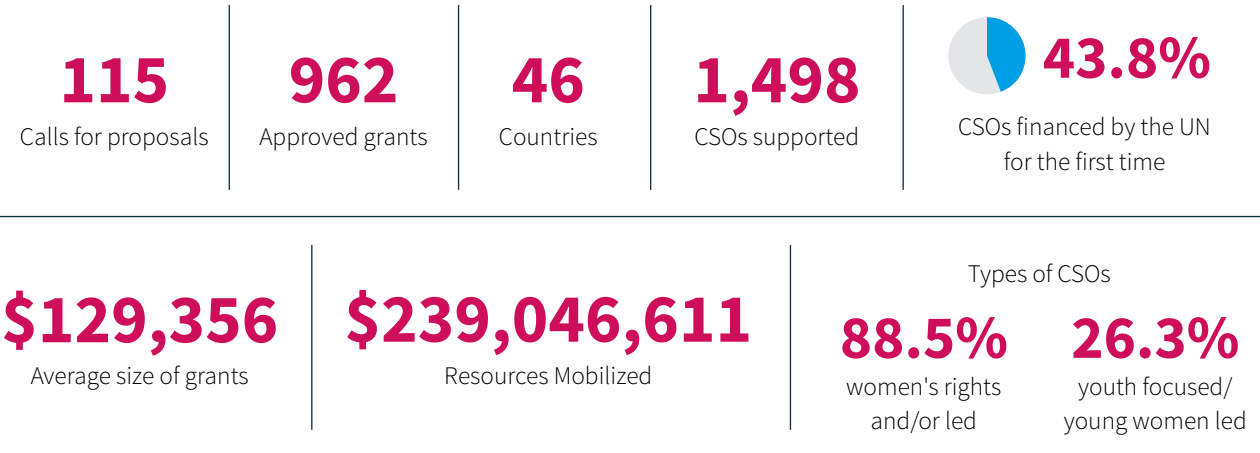 115
Calls for proposals
962
Approved grants
46
Countries
1,498
CSOs supported
43.8%
CSOs financed by the UN
for the first time
$129,356
Average size of grants
$239,046,611
Resources Mobilized
Types of CSOs
88.5%
women's rights
and/or led
26.3%
youth focused/
young women led